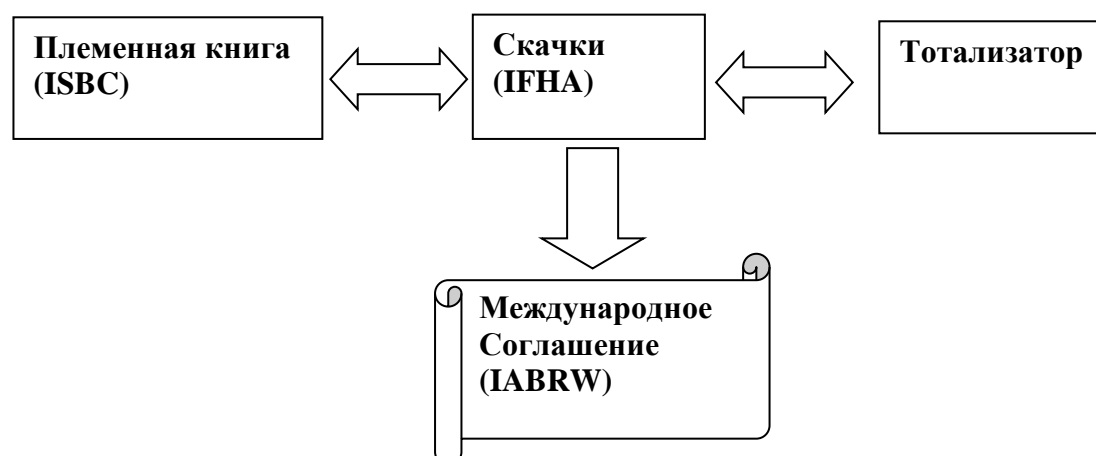 Племенная книга
(ISBC)
Скачки
(IFHA)
Тотализатор
Международное
Соглашение
(IABRW)